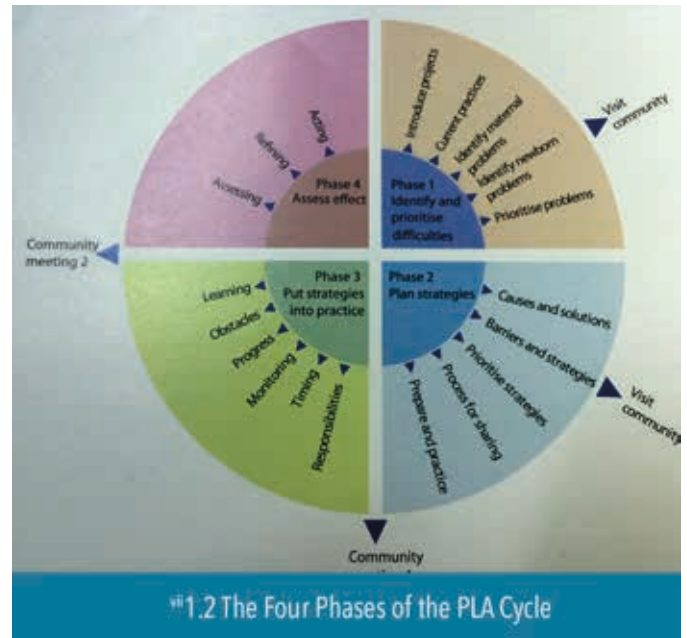 Introduce projects
Current practices
Identify maternal
problems
Identify newborn
problems
Prioritise problems
Visit
community
Phase 1
Identify and
prioritise
difficulties
Phase 2
Plan strategies
Causes and solutions
Barriers and strategies
Prioritise strategies
Process for sharing
Prepare and practice
Visit
community
Community
Phase 3
Put strategies
into practice
Responsibilities
Timing
Monitoring
Progress
Obstacles
Learning
Community
meeting 2
Phase 4
Assess effect
Assessing
Refining
Acting
vii1.2 The Four Phases of the PLA Cycle